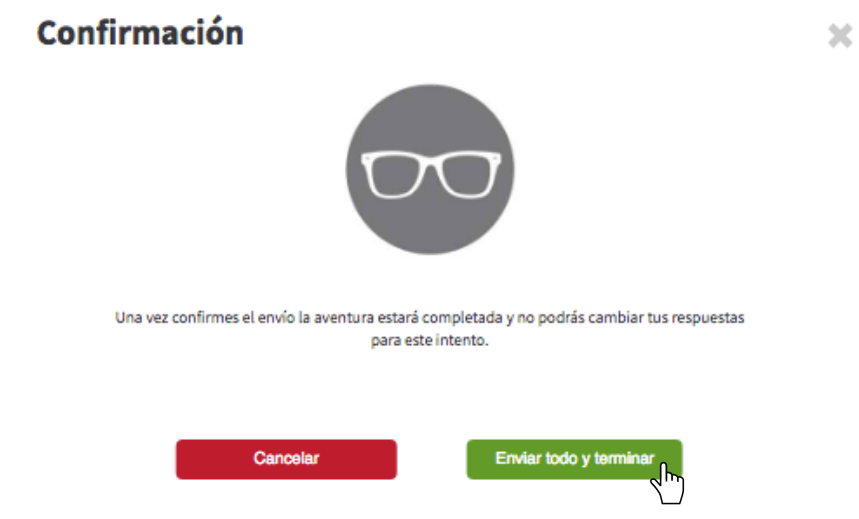 Confirmación
Una vez confirmes el envío la aventura estará completada y no podrás cambiar tus respuestas
para este intento.
Cancelar
Enviar todo y terminar